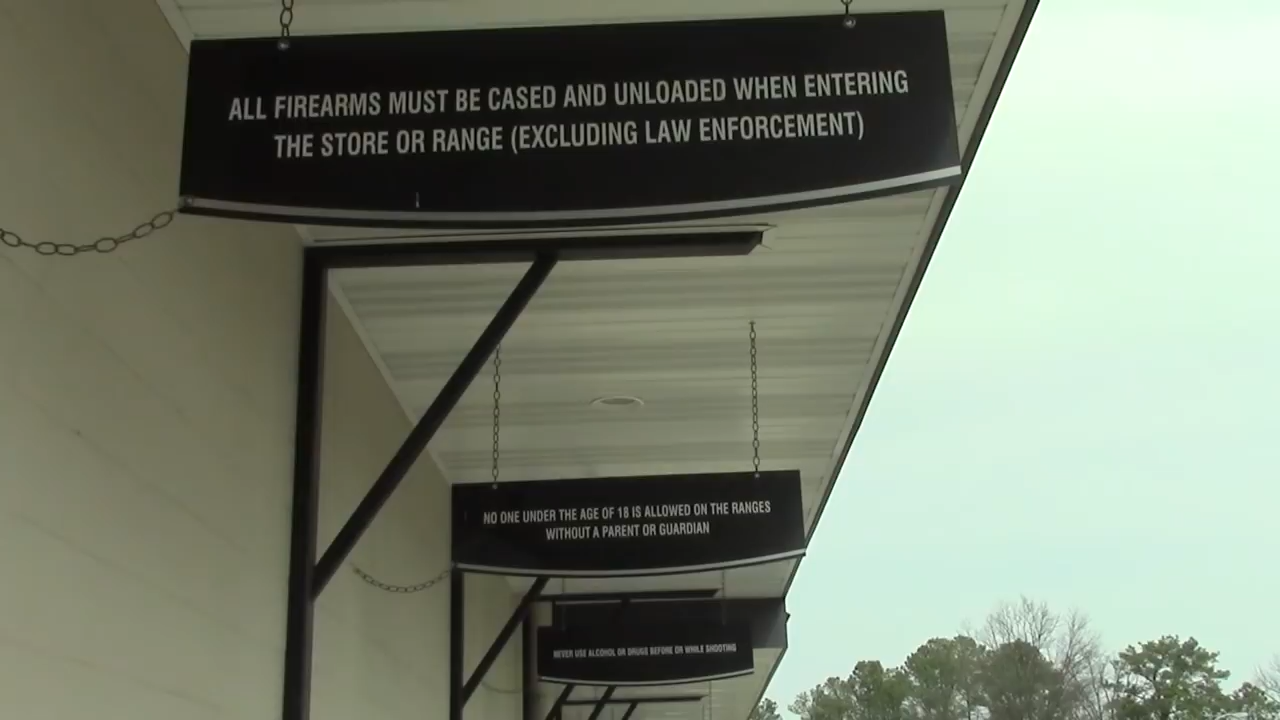 ALL FIREARMS MUST BE CASED AND UNLOADED WHEN ENTERING
THE STORE OR RANGE (EXCLUDING LAW ENFORCEMENT)
NO ONE UNDER THE AGE OF 18 IS ALLOWED ON THE RANGES
WITHOUT A PARENT OR GUARDIAN
NEVER USE ALCOHOL OR DRUGS BEFORE OR WHILE SHOOTING